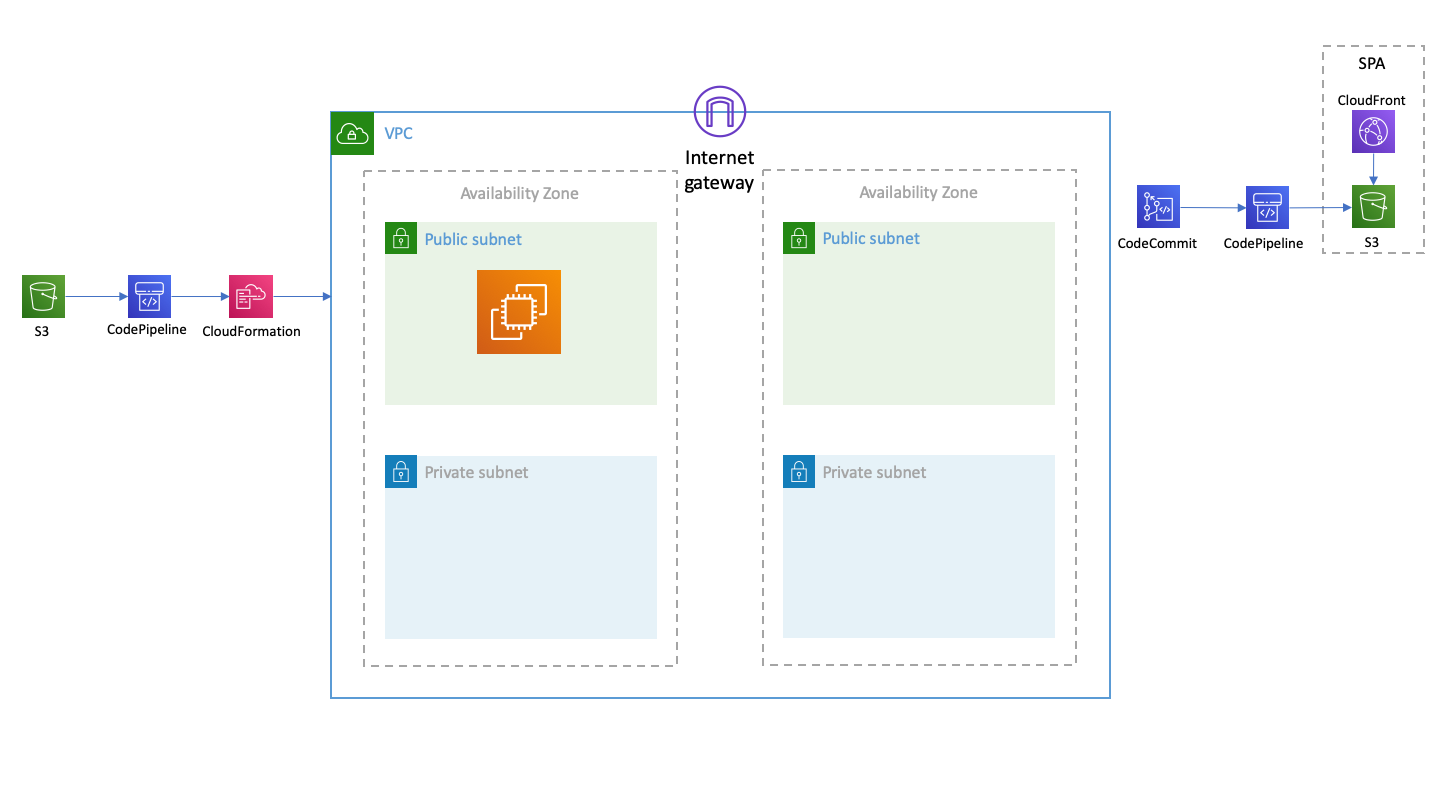 SPA
CloudFront
VPC
Internet
gateway
Availability Zone
Availability Zone
Public subnet
Public subnet
CodeCommit
CodePipeline
S3
S3
CodePipeline
CloudFormation
Private subnet
Private subnet